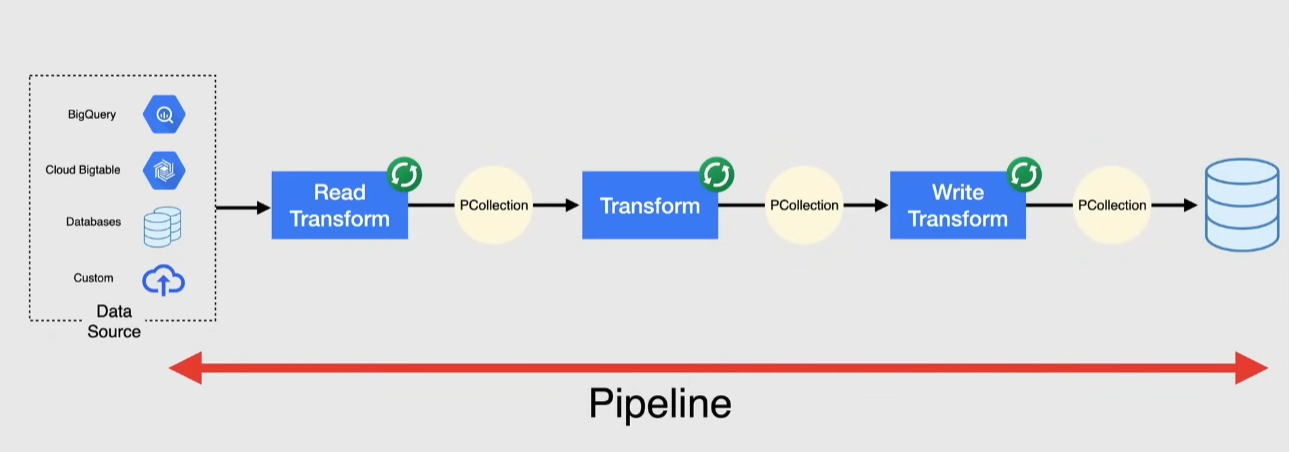 BigQuery
Cloud Bigtable
Databases
Custom
Data
Source
Read
Transform
PCollection
Transform
PCollection
Write
Transform
PCollection
Pipeline